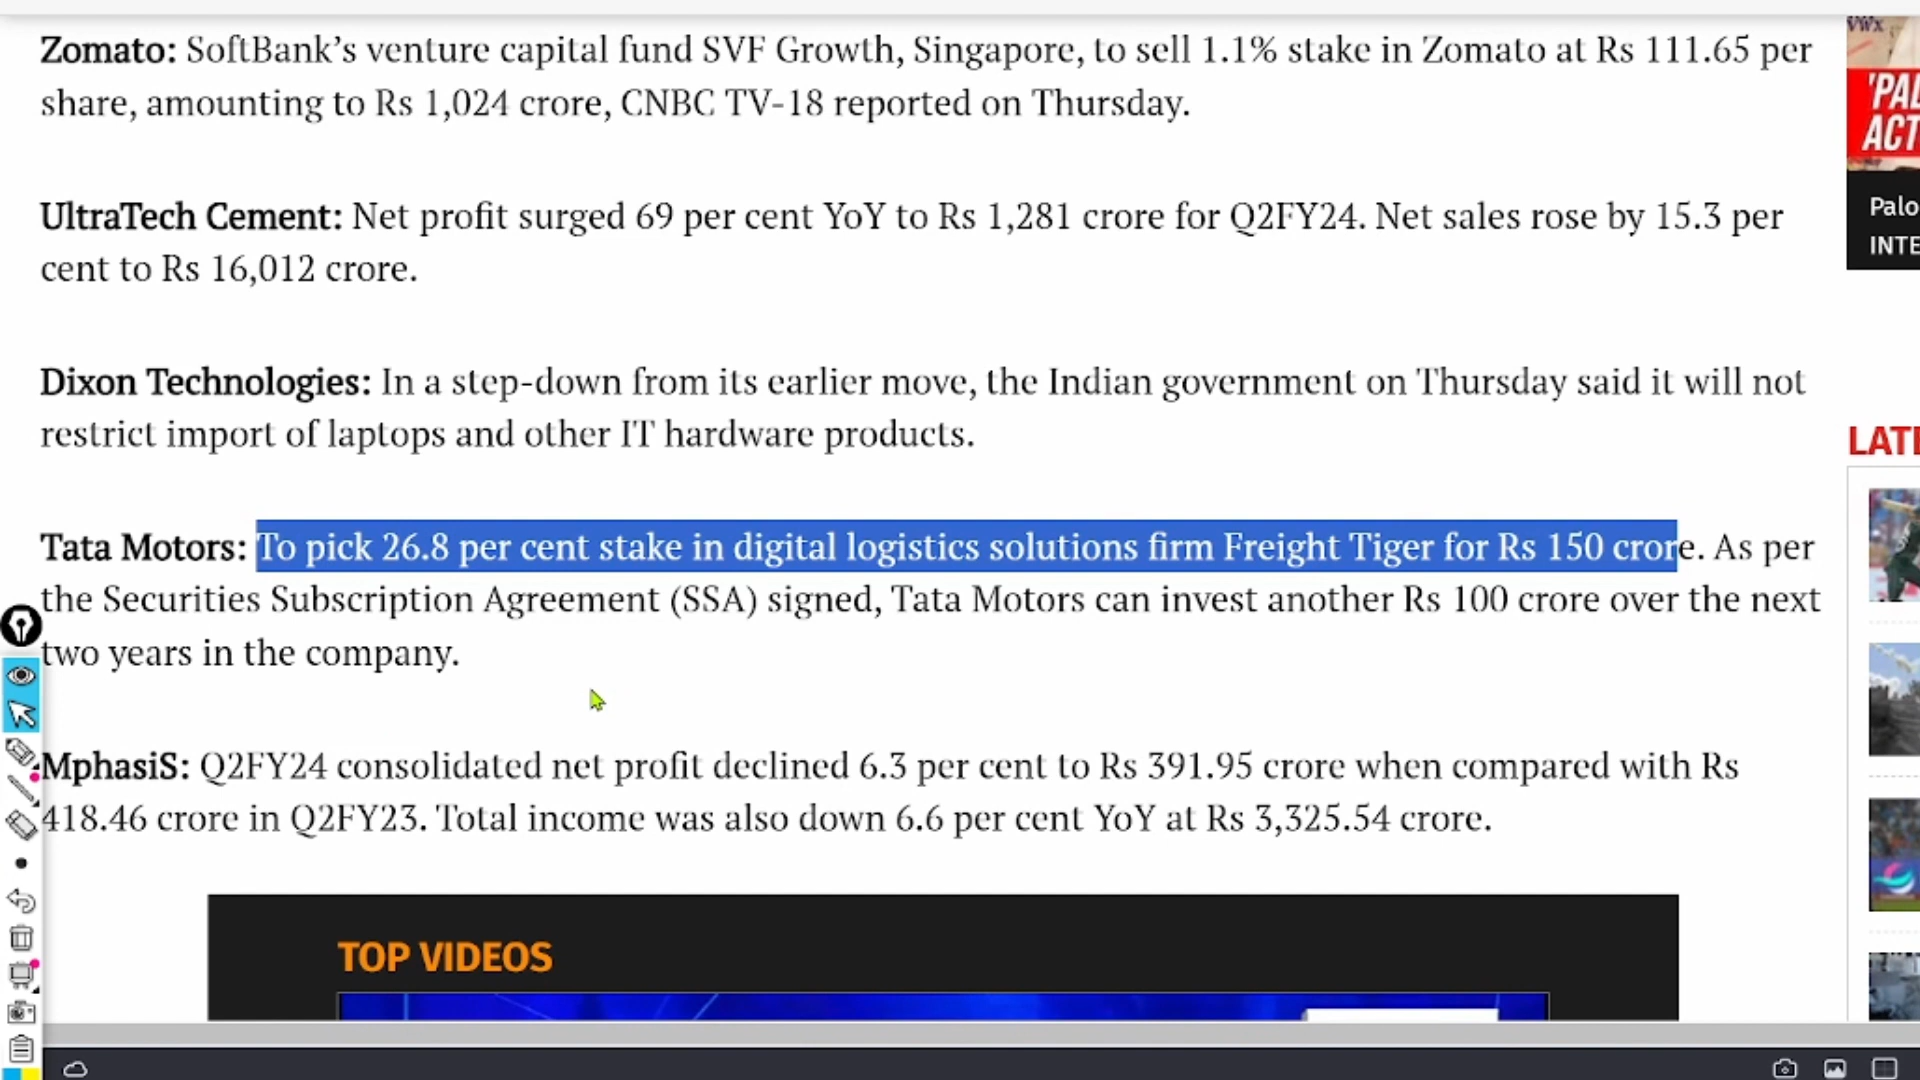 Zomato: SoftBank’s venture capital fund SVF Growth, Singapore, to sell 1.1% stake in Zomato at Rs 111.65 per
share, amounting to Rs 1,024 crore, CNBC TV-18 reported on Thursday.
UltraTech Cement: Net profit surged 69 per cent YoY to Rs 1,281 crore for Q2FY24. Net sales rose by 15.3 per
cent to Rs 16,012 crore.
Dixon Technologies: In a step-down from its earlier move, the Indian government on Thursday said it will not
restrict import of laptops and other IT hardware products.
Tata Motors: To pick 26.8 per cent stake in digital logistics solutions firm Freight Tiger for Rs 150 crore. As per
the Securities Subscription Agreement (SSA) signed, Tata Motors can invest another Rs 100 crore over the next
two years in the company.
MphasiS: Q2FY24 consolidated net profit declined 6.3 per cent to Rs 391.95 crore when compared with Rs
418.46 crore in Q2FY23. Total income was also down 6.6 per cent YoY at Rs 3,325.54 crore.
TOP VIDEOS
'PAL
ACT
Palo
INTE
LATE